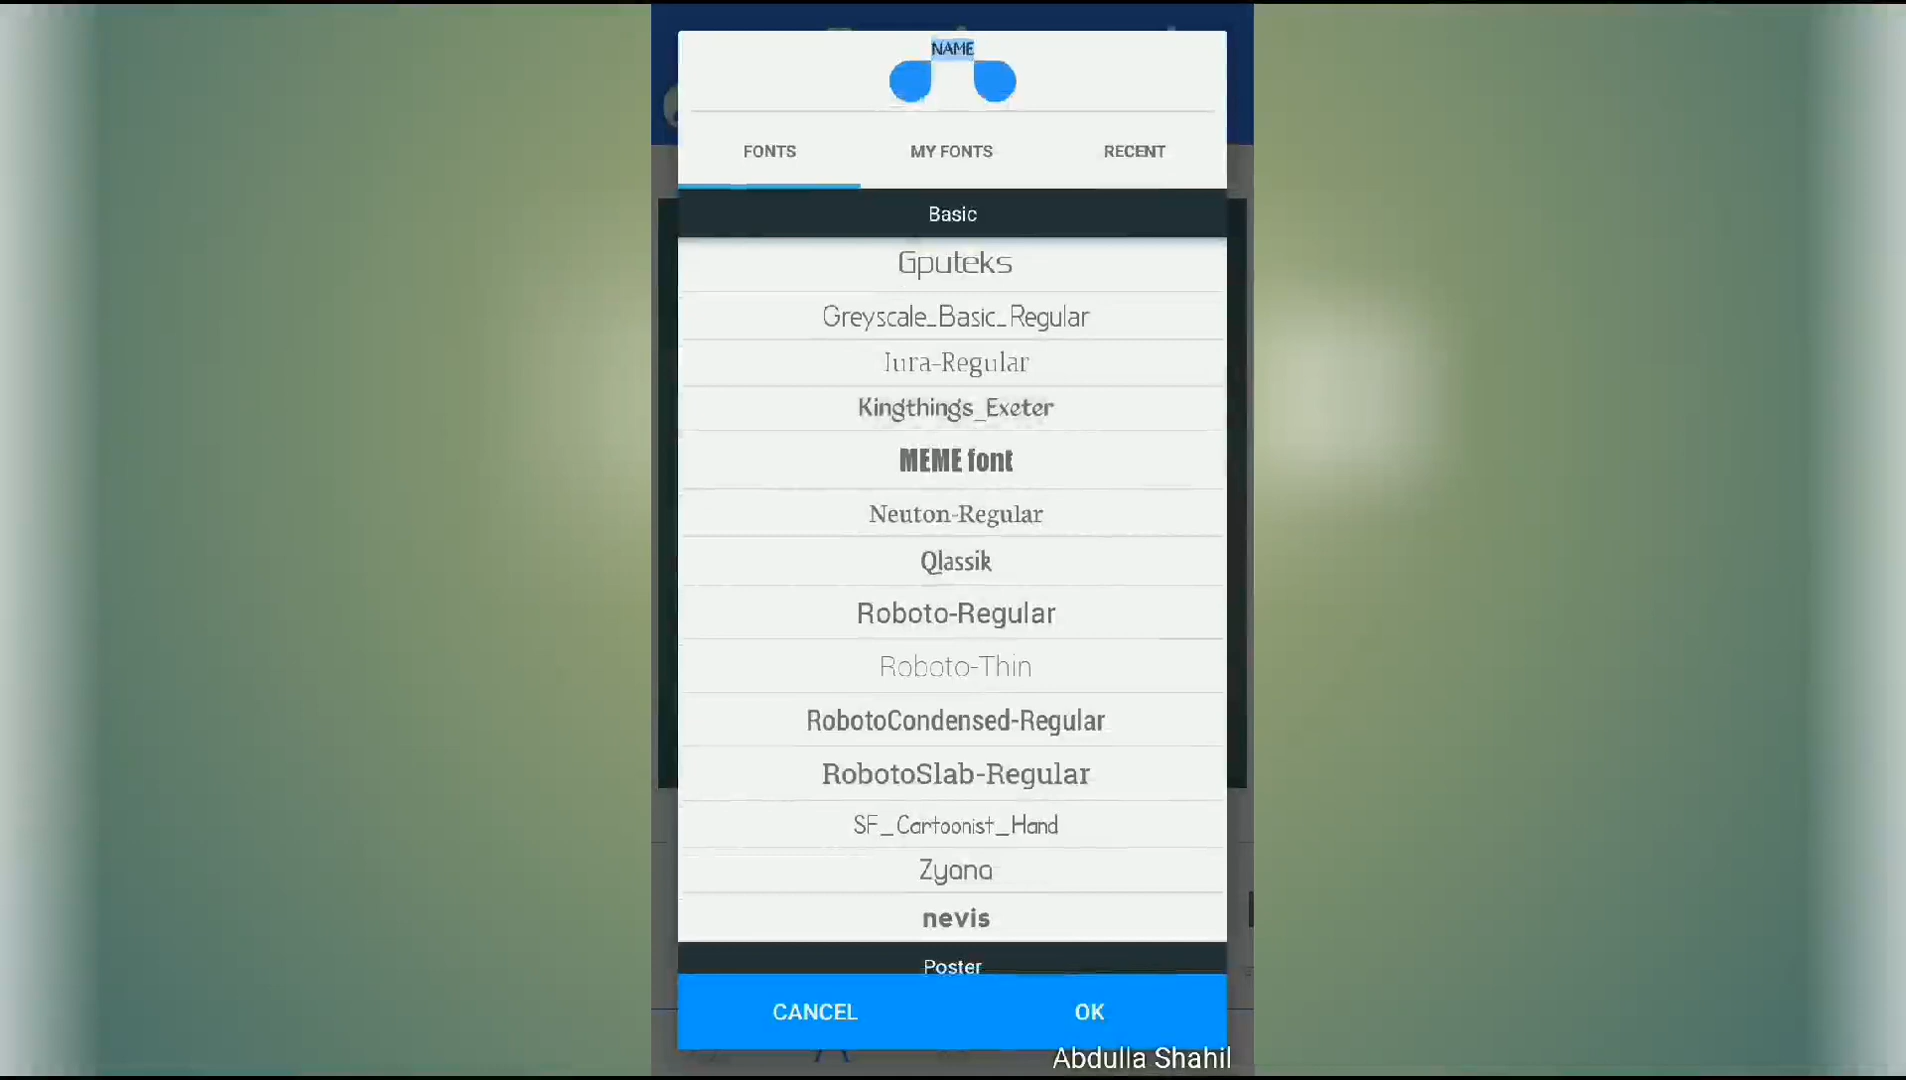 NAME
FONTS MY FONTS RECENT
Basic
Gputeks
Greyscale_Basic_Regular
Iura-Regular
Kingthings_Exeter
MEME font
Neuton-Regular
Qlassik
Roboto-Regular
Roboto-Thin
RobotoCondensed-Regular
RobotoSlab-Regular
SF_Cartoonist_Hand
Zyana
nevis
Poster
CANCEL OK
Abdulla Shahil